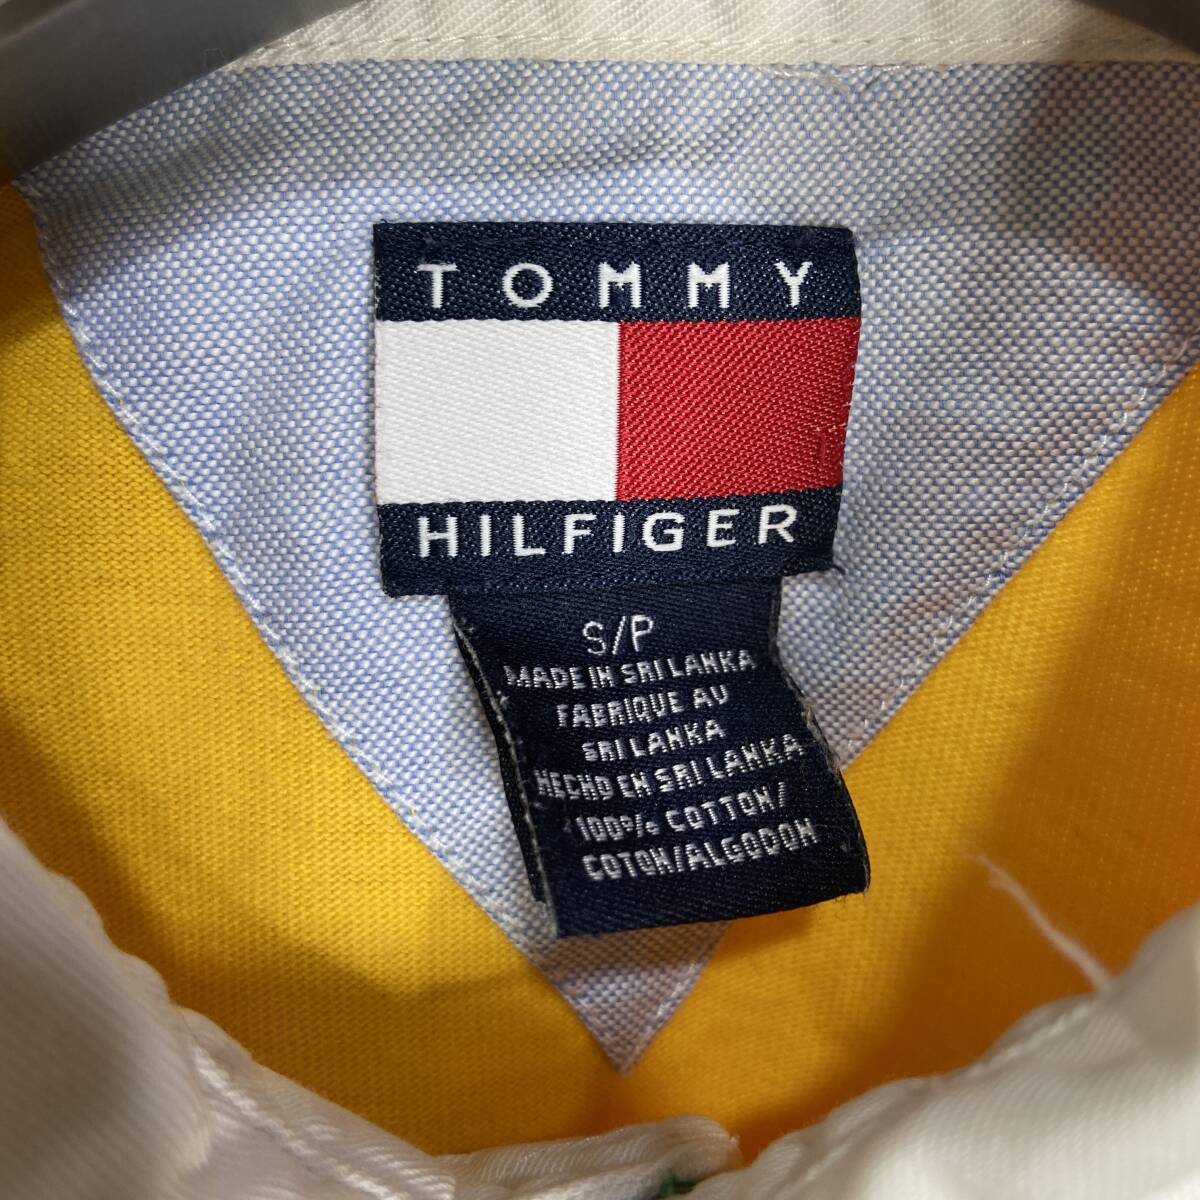 TOMMY
HILFIGER
S/P
MADE IN SRI LANKA
FABRIQUE AU
SRI LANKA
HECHO EN SRI LANKA
100% COTTON/
COTON/ALGODON